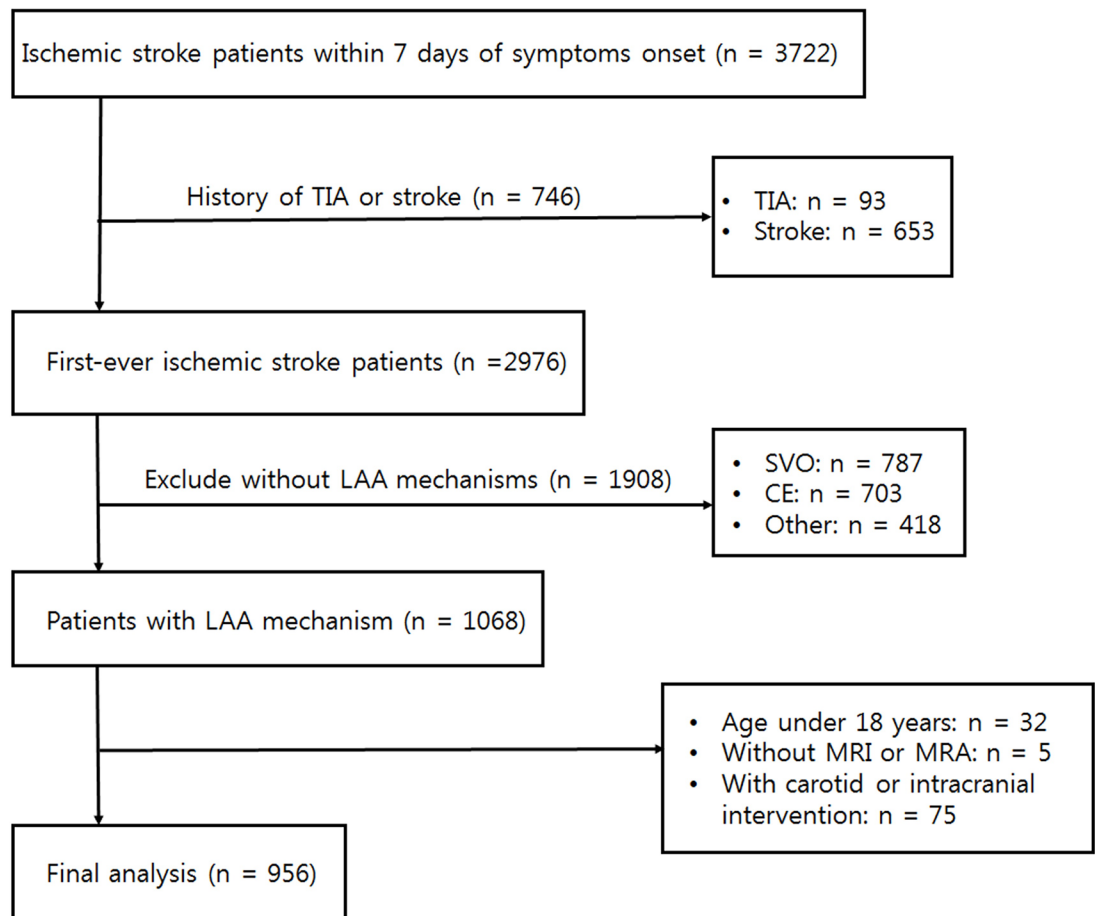 Ischemic stroke patients within 7 days of symptoms onset (n = 3722)
History of TIA or stroke (n = 746)
• TIA: n = 93
• Stroke: n = 653
First-ever ischemic stroke patients (n =2976)
Exclude without LAA mechanisms (n = 1908)
• SVO: n = 787
• CE: n = 703
• Other: n = 418
Patients with LAA mechanism (n = 1068)
• Age under 18 years: n = 32
• Without MRI or MRA: n = 5
• With carotid or intracranial
intervention: n = 75
Final analysis (n = 956)